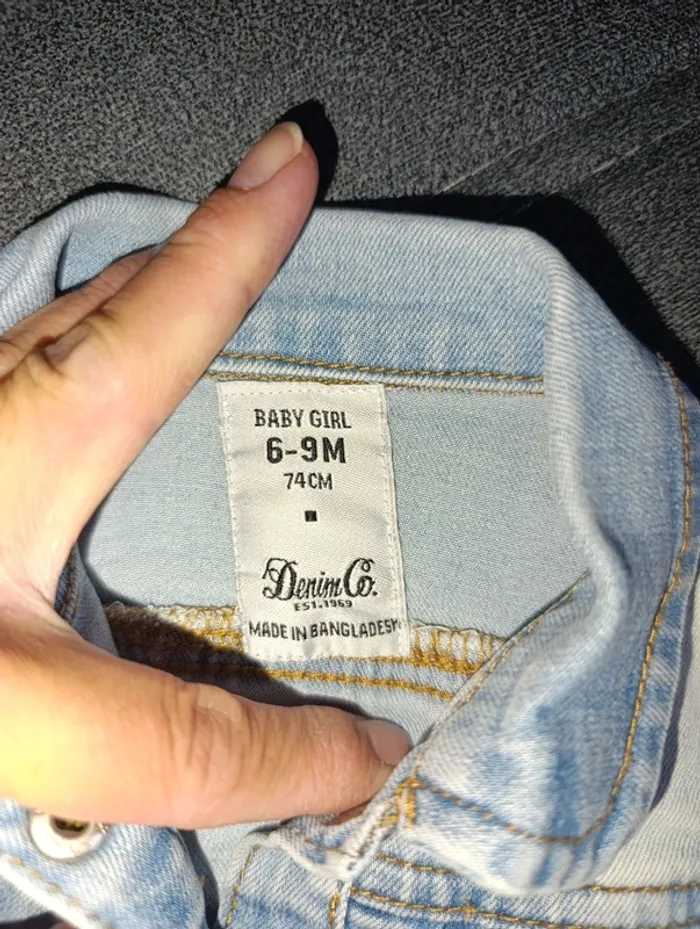 BABY GIRL
6-9M
74CM
Denim Co.
EST.1969
MADE IN BANGLADESH